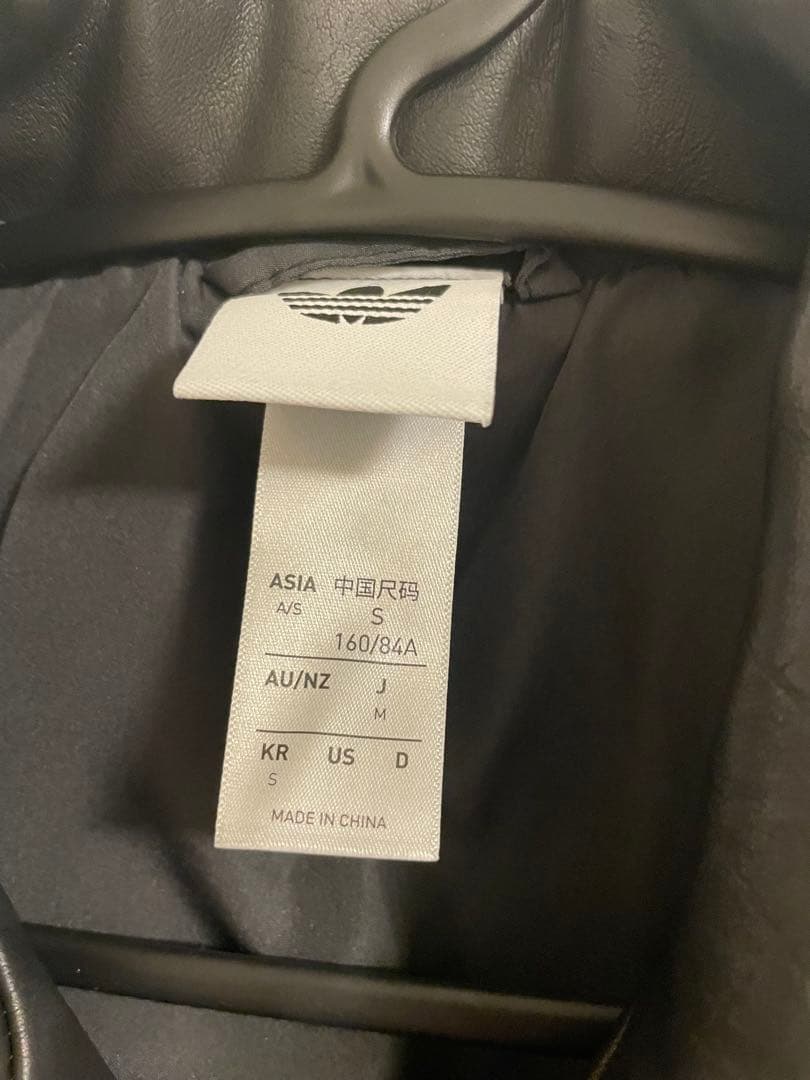 ASIA 中国尺码
A/S S
160/84A
AU/NZ J
M
KR US D
S
MADE IN CHINA